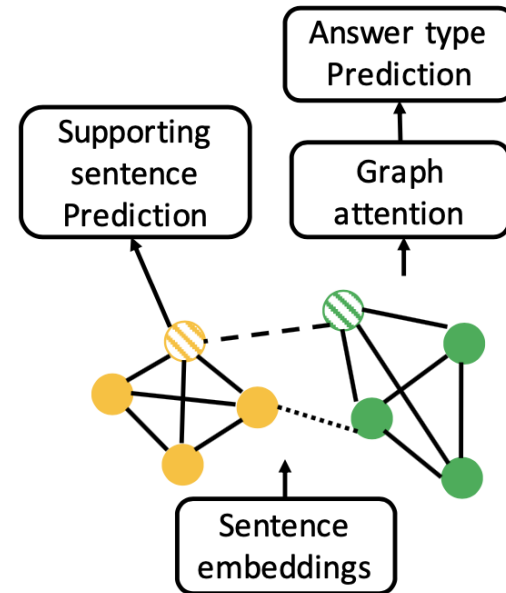 Answer type
Prediction
Supporting
sentence
Prediction
Graph
attention
Sentence
embeddings